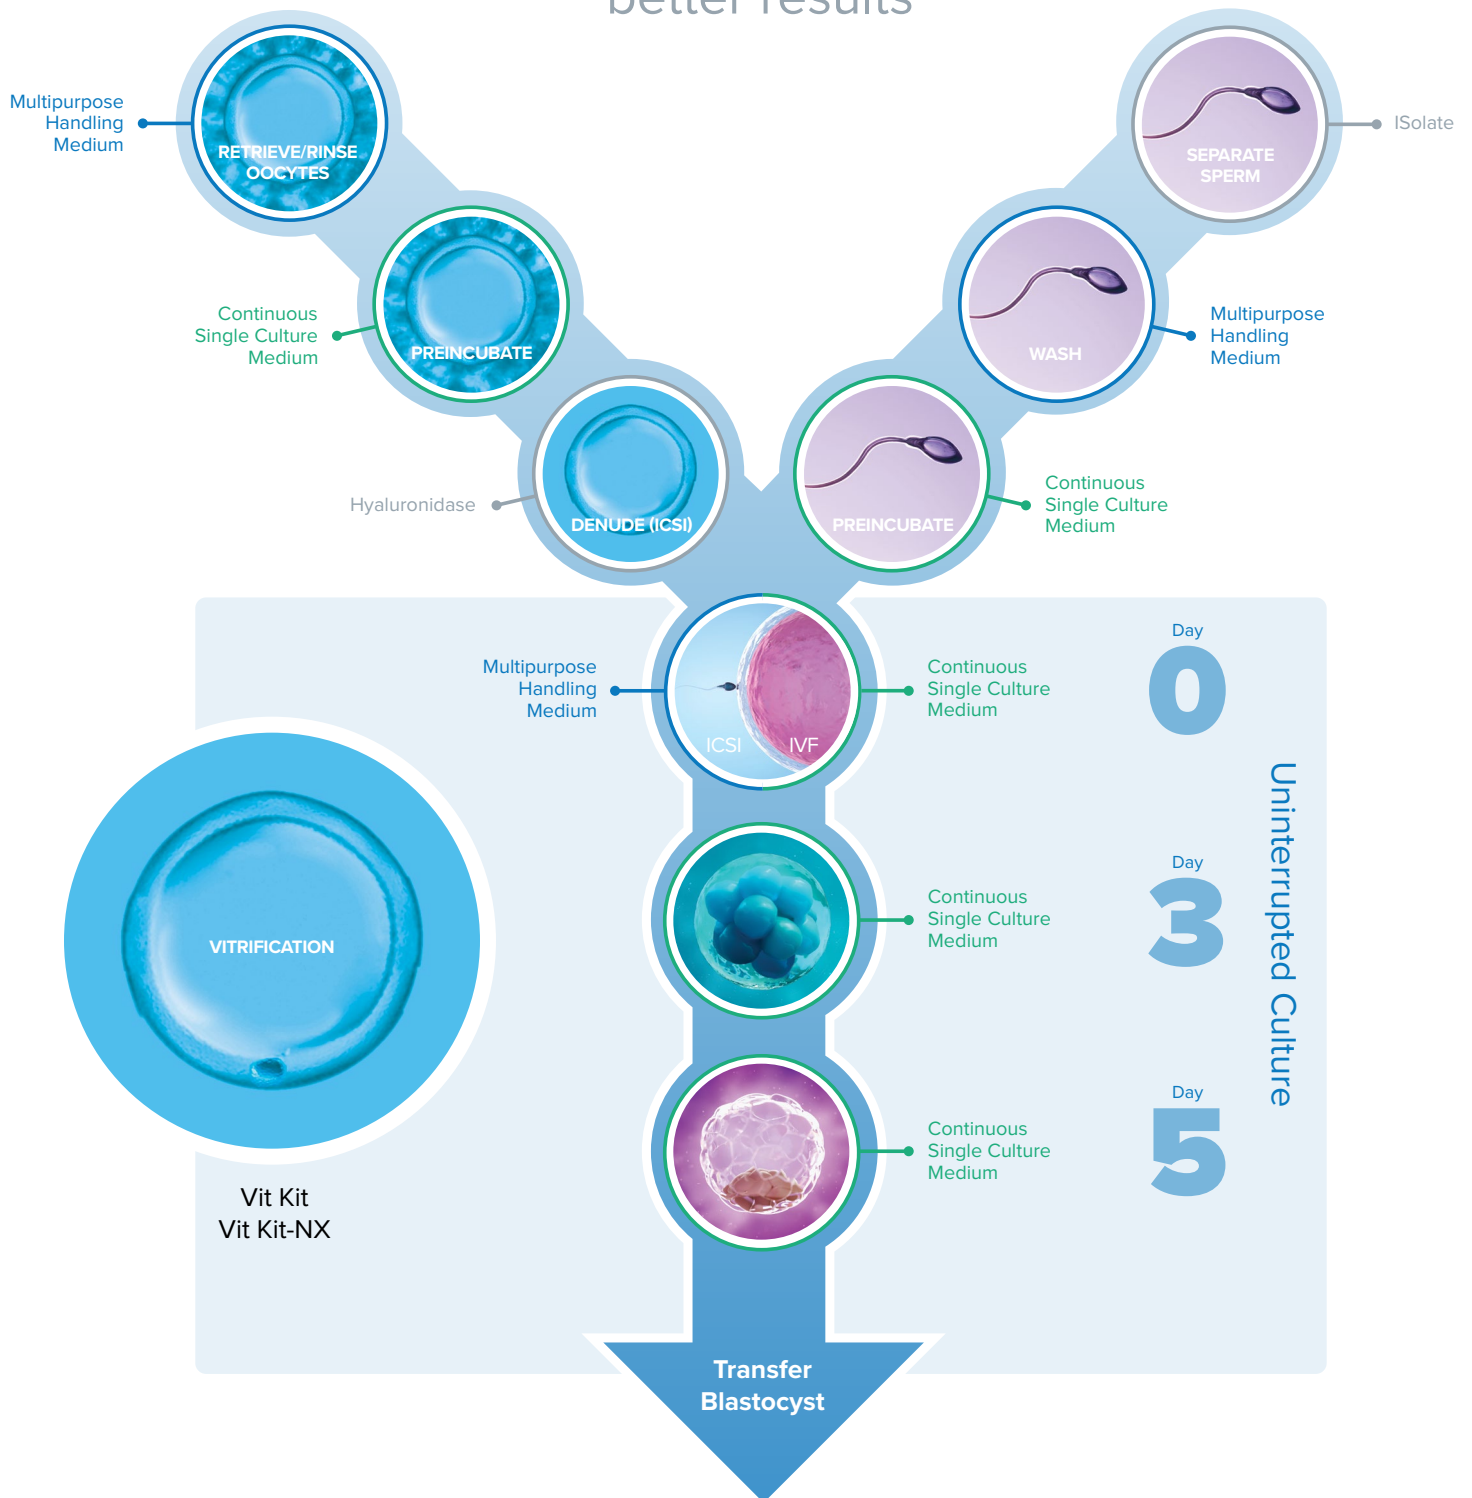 better results
Multipurpose
Handling
Medium
RETRIEVE/RINSE
OOCYTES
SEPARATE
SPERM
ISolate
Continuous
Single Culture
Medium
PREINCUBATE
WASH
Multipurpose
Handling
Medium
Hyaluronidase
DENUDE (ICSI)
PREINCUBATE
Continuous
Single Culture
Medium
Multipurpose
Handling
Medium
ICSI
IVF
Continuous
Single Culture
Medium
Day
0
Uninterrupted Culture
VITRIFICATION
Continuous
Single Culture
Medium
Day
3
Continuous
Single Culture
Medium
Day
5
Vit Kit
Vit Kit-NX
Transfer
Blastocyst